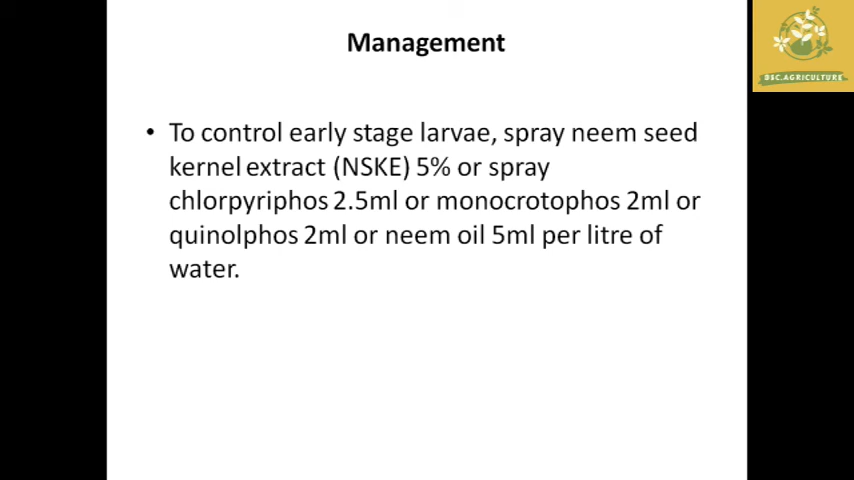 Management
BSC.AGRICULTURE
• To control early stage larvae, spray neem seed
kernel extract (NSKE) 5% or spray
chlorpyriphos 2.5ml or monocrotophos 2ml or
quinolphos 2ml or neem oil 5ml per litre of
water.